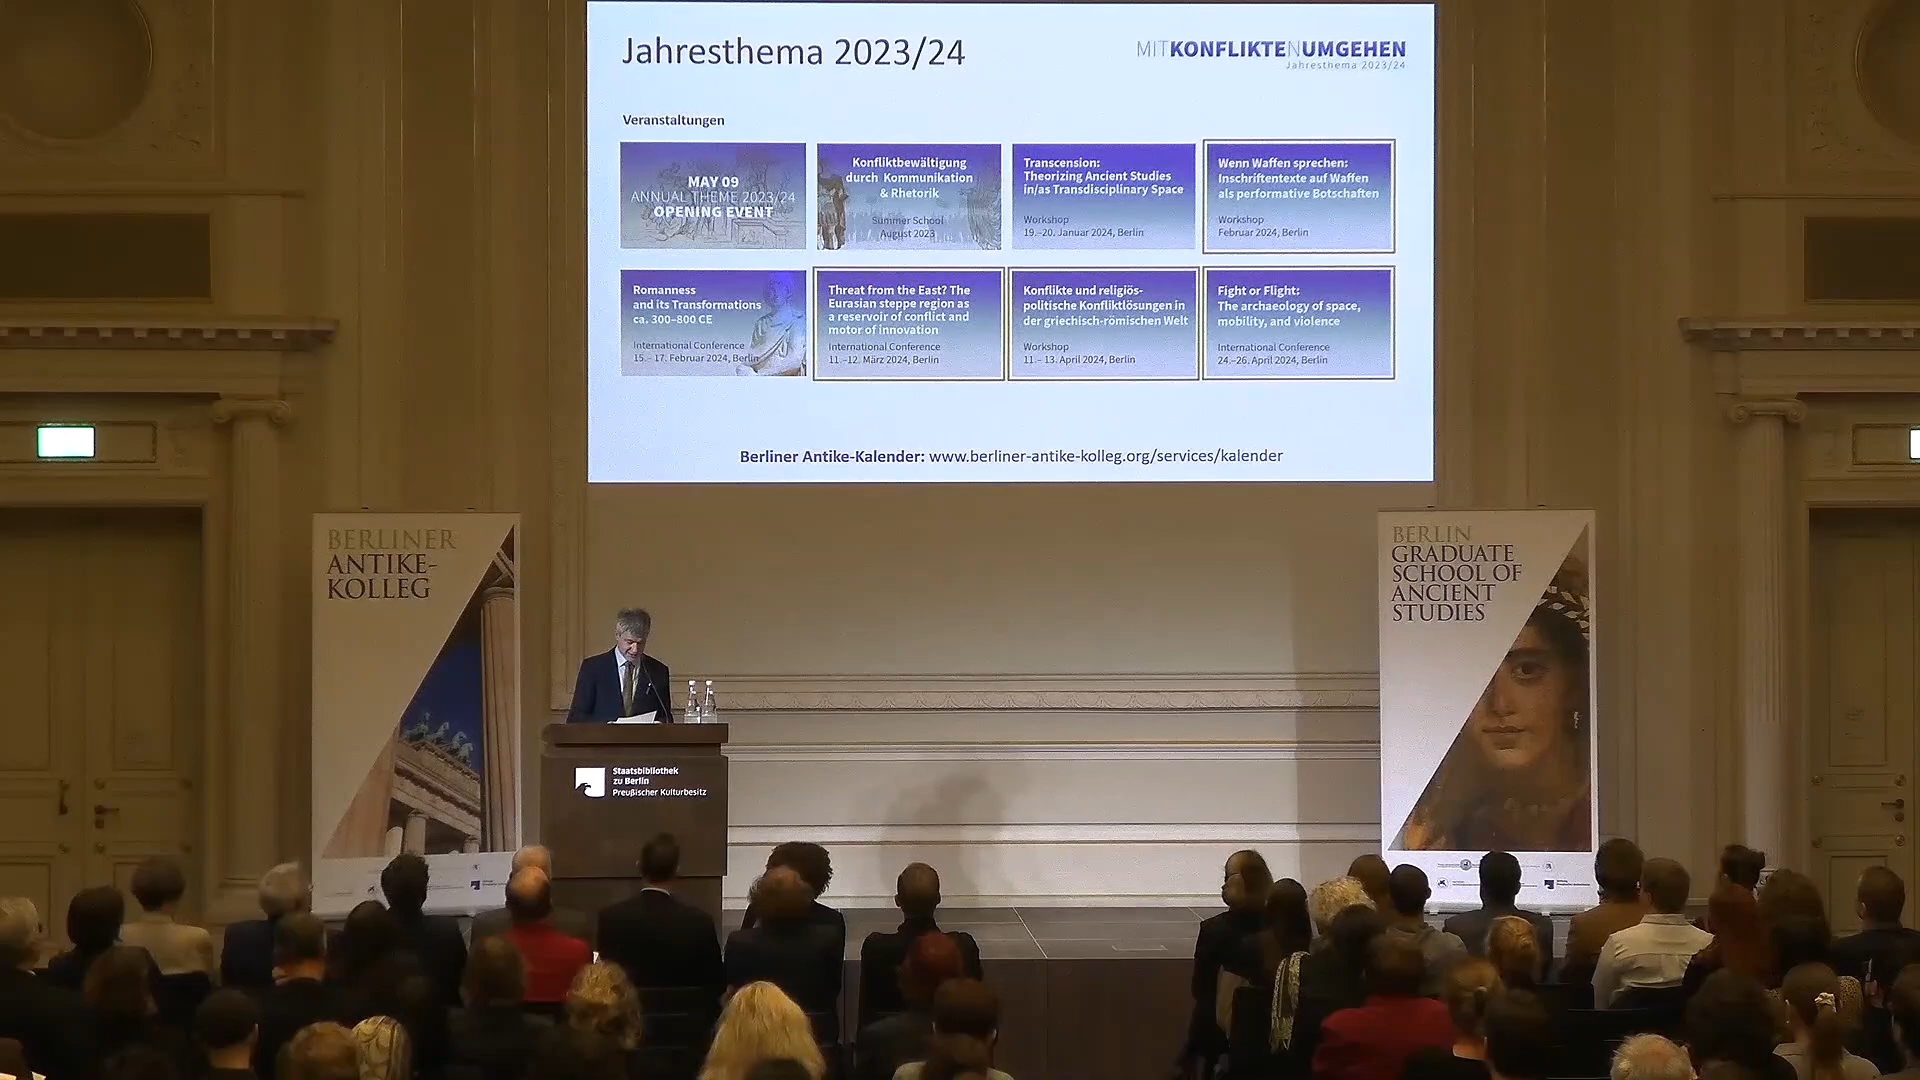 Jahresthema 2023/24
MITKONFLIKTENUMGEHEN
Jahresthema 2023/24
Veranstaltungen
MAY 09
ANNUAL THEME 2023/24
OPENING EVENT
Konfliktbewältigung
durch Kommunikation
& Rhetorik
Summer School
August 2023
Transcension:
Theorizing Ancient Studies
in/as Transdisciplinary Space
Workshop
19.–20. Januar 2024, Berlin
Wenn Waffen sprechen:
Inschriftentexte auf Waffen
als performative Botschaften
Workshop
Februar 2024, Berlin
Romanness
and its Transformations
ca. 300–800 CE
International Conference
15.– 17. Februar 2024, Berlin
Threat from the East? The
Eurasian steppe region as
a reservoir of conflict and
motor of innovation
International Conference
11.–12. März 2024, Berlin
Konflikte und religiös-
politische Konfliktlösungen in
der griechisch-römischen Welt
Workshop
11.– 13. April 2024, Berlin
Fight or Flight:
The archaeology of space,
mobility, and violence
International Conference
24.–26. April 2024, Berlin
Berliner Antike-Kalender: www.berliner-antike-kolleg.org/services/kalender
BERLINER
ANTIKE-
KOLLEG
BERLIN
GRADUATE
SCHOOL OF
ANCIENT
STUDIES
Staatsbibliothek
zu Berlin
Preußischer Kulturbesitz